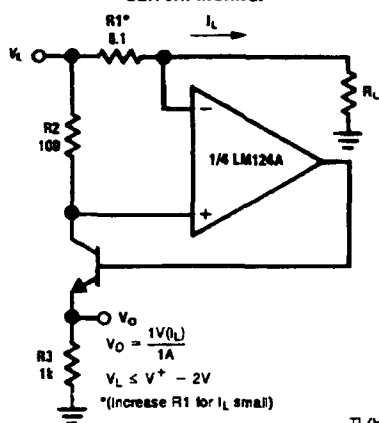 R1*
0.1
I_L
V_L
R_L
R2
100
−
1/4 LM124A
+
V_O
V_O = 1V(I_L) / 1A
R3
1k
V_L ≤ V⁺ − 2V
*(Increase R1 for I_L small)